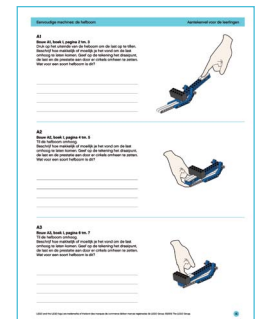 Eenvoudige machines: de hefboom
Aantekenvel voor de leerlingen
A1
Bouw A1, boek I, pagina 2 t/m. 3
Druk op het uiteinde van de hefboom om de last op te tillen.
Beschrijf hoe makkelijk of moeilijk je het vond om de last
omhoog te laten komen. Geef op de tekening het draaipunt,
de last en de prestatie aan door er cirkels omheen te zetten.
Wat voor een soort hefboom is dit?
A2
Bouw A2, boek I, pagina 4 t/m. 5
Til de hefboom omhoog.
Beschrijf hoe makkelijk of moeilijk je het vond om de last
omhoog te laten komen. Geef op de tekening het draaipunt,
de last en de prestatie aan door er cirkels omheen te zetten.
Wat voor een soort hefboom is dit?
A3
Bouw A3, boek I, pagina 6 t/m. 7
Til de hefboom omhoog.
Beschrijf hoe makkelijk of moeilijk je het vond om de last
omhoog te laten komen. Geef op de tekening het draaipunt,
de last en de prestatie aan door er cirkels omheen te zetten.
Wat voor een soort hefboom is dit?